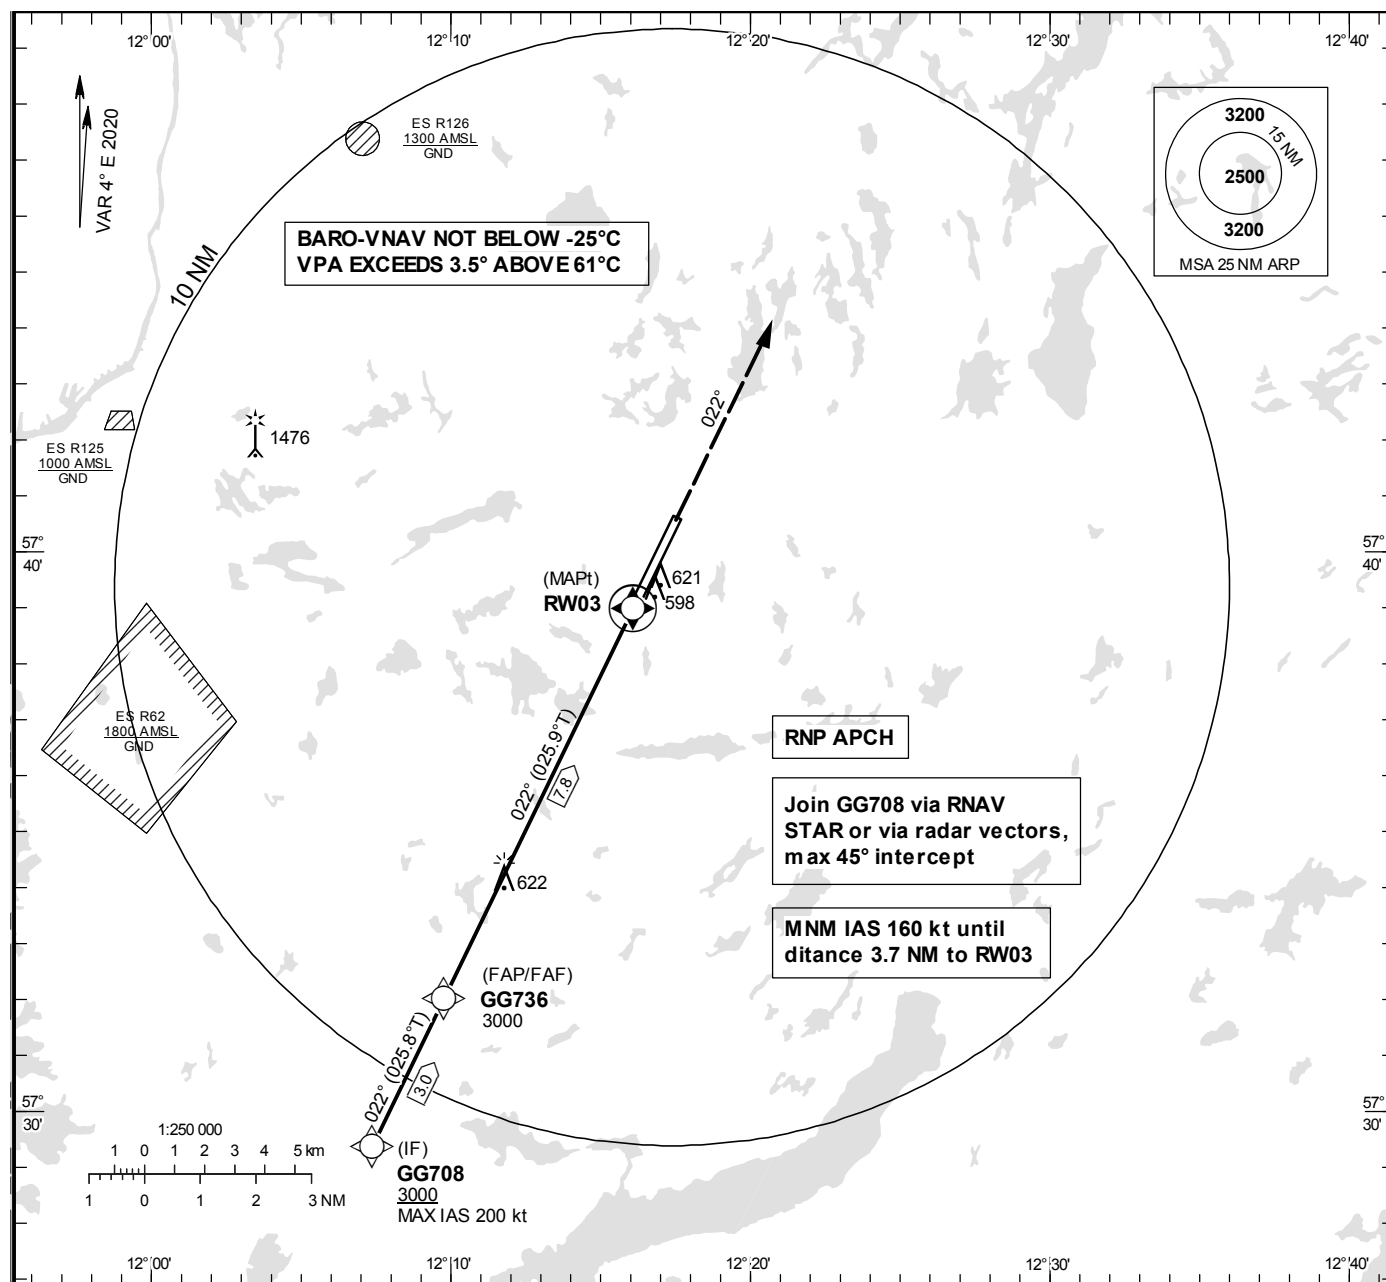 12° 00'
12° 10'
12° 20'
12° 30'
12° 40'
VAR 4° E 2020
ES R126
1300 AMSL
GND
3200
15 NM
2500
3200
MSA 25 NM ARP
BARO-VNAV NOT BELOW -25°C
VPA EXCEEDS 3.5° ABOVE 61°C
10 NM
022°
1476
ES R125
1000 AMSL
GND
57°
40'
57°
40'
(MAPt)
RW03
621
598
ES R62
1800 AMSL
GND
022° (025.9°T)
7.8
RNP APCH
Join GG708 via RNAV
STAR or via radar vectors,
max 45° intercept
622
MNM IAS 160 kt until
ditance 3.7 NM to RW03
(FAP/FAF)
GG736
3000
022° (025.8°T)
3.0
57°
30'
57°
30'
1:250 000
1 0 1 2 3 4 5 km
1 0 1 2 3 NM
(IF)
GG708
3000
MAX IAS 200 kt
12° 00'
12° 10'
12° 20'
12° 30'
12° 40'